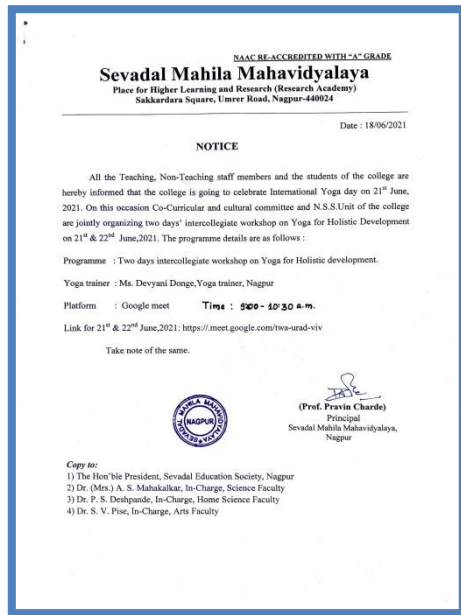 NAAC RE-ACCREDITED WITH "A" GRADE
Sevadal Mahila Mahavidyalaya
Place for Higher Learning and Research (Research Academy)
Sakkardara Square, Umrer Road, Nagpur-440024
Date : 18/06/2021
NOTICE
All the Teaching, Non-Teaching staff members and the students of the college are
hereby informed that the college is going to celebrate International Yoga day on 21st June,
2021. On this occasion Co-Curricular and cultural committee and N.S.S.Unit of the college
are jointly organizing two days' intercollegiate workshop on Yoga for Holistic Development
on 21st & 22nd June,2021. The programme details are as follows :
Programme : Two days intercollegiate workshop on Yoga for Holistic development.
Yoga trainer : Ms. Devyani Donge,Yoga trainer, Nagpur
Platform : Google meet Time : 9:00 - 10:30 a.m.
Link for 21st & 22nd June,2021: https://.meet.google.com/twa-urad-viv
Take note of the same.
SEVADAL MAHILA MAHAVIDYALAYA
NAGPUR
(Prof. Pravin Charde)
Principal
Sevadal Mahila Mahavidyalaya,
Nagpur
Copy to:
1) The Hon'ble President, Sevadal Education Society, Nagpur
2) Dr. (Mrs.) A. S. Mahakalkar, In-Charge, Science Faculty
3) Dr. P. S. Deshpande, In-Charge, Home Science Faculty
4) Dr. S. V. Pise, In-Charge, Arts Faculty